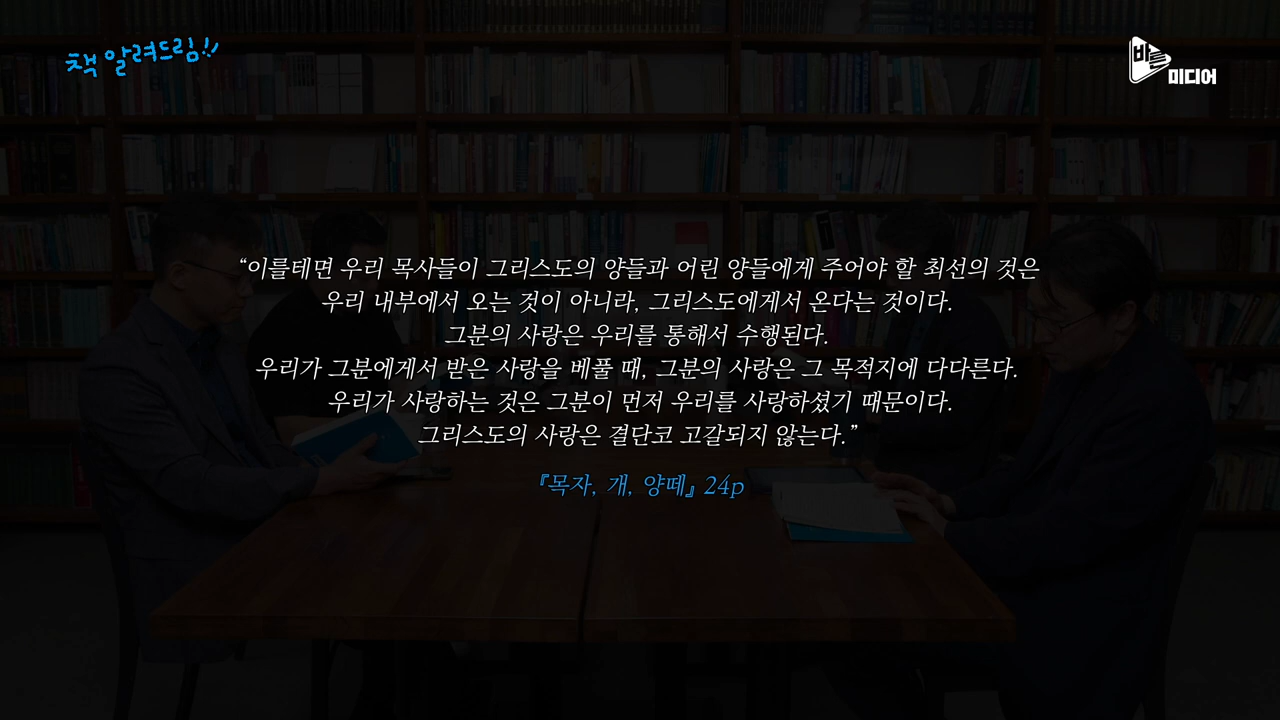 책 알려드림!!
바른
미디어
“이를테면 우리 목사들이 그리스도의 양들과 어린 양들에게 주어야 할 최선의 것은
우리 내부에서 오는 것이 아니라, 그리스도에게서 온다는 것이다.
그분의 사랑은 우리를 통해서 수행된다.
우리가 그분에게서 받은 사랑을 베풀 때, 그분의 사랑은 그 목적지에 다다른다.
우리가 사랑하는 것은 그분이 먼저 우리를 사랑하셨기 때문이다.
그리스도의 사랑은 결단코 고갈되지 않는다.”
『목자, 개, 양떼』 24p